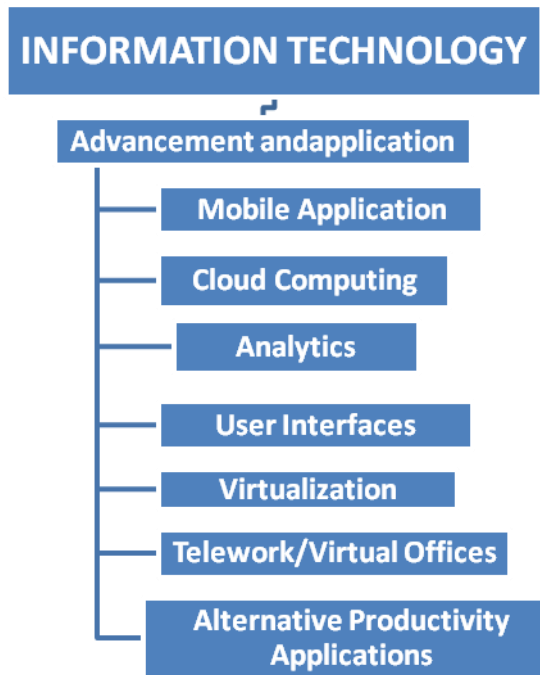 INFORMATION TECHNOLOGY
Advancement andapplication
Mobile Application
Cloud Computing
Analytics
User Interfaces
Virtualization
Telework/Virtual Offices
Alternative Productivity
Applications